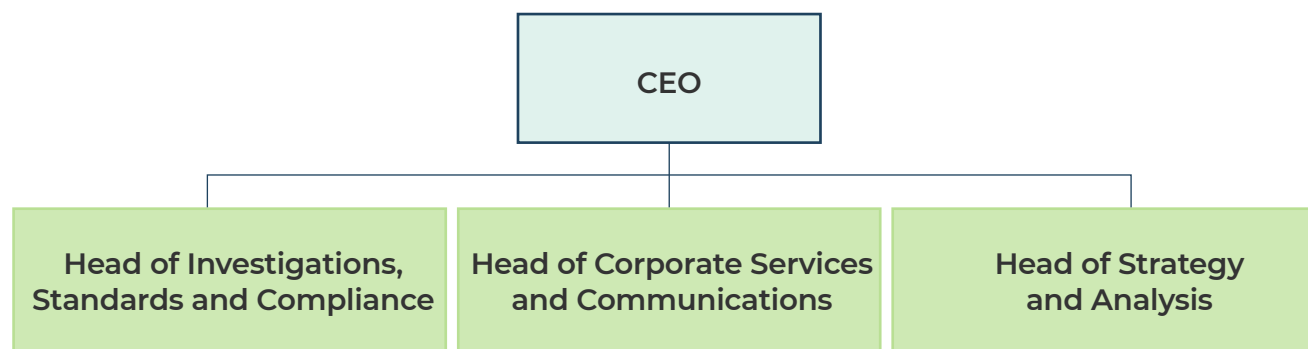 CEO
Head of Investigations,
Standards and Compliance
Head of Corporate Services
and Communications
Head of Strategy
and Analysis